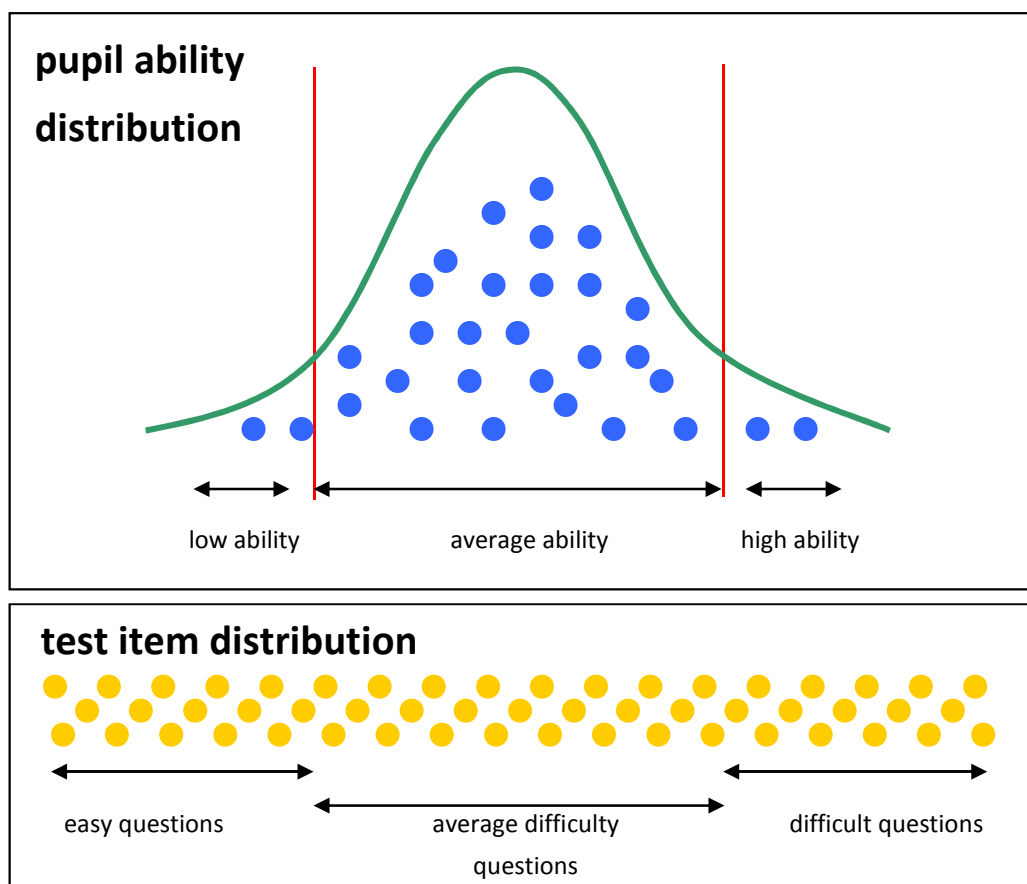 pupil ability
distribution
low ability
average ability
high ability
test item distribution
easy questions
average difficulty
questions
difficult questions